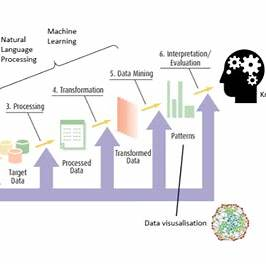 Natural
Language
Processing
Machine
Learning
3. Processing
4. Transformation
5. Data Mining
6. Interpretation/
Evaluation
Target
Data
Processed
Data
Transformed
Data
Patterns
Data visusalisation